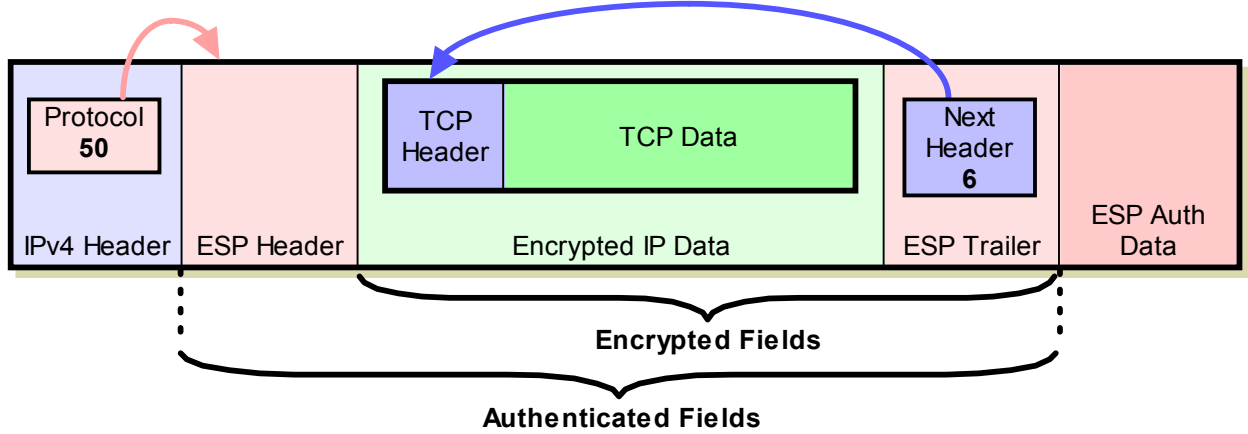 Protocol
50
IPv4 Header
ESP Header
TCP
Header
TCP Data
Encrypted IP Data
Next
Header
6
ESP Trailer
ESP Auth
Data
Encrypted Fields
Authenticated Fields